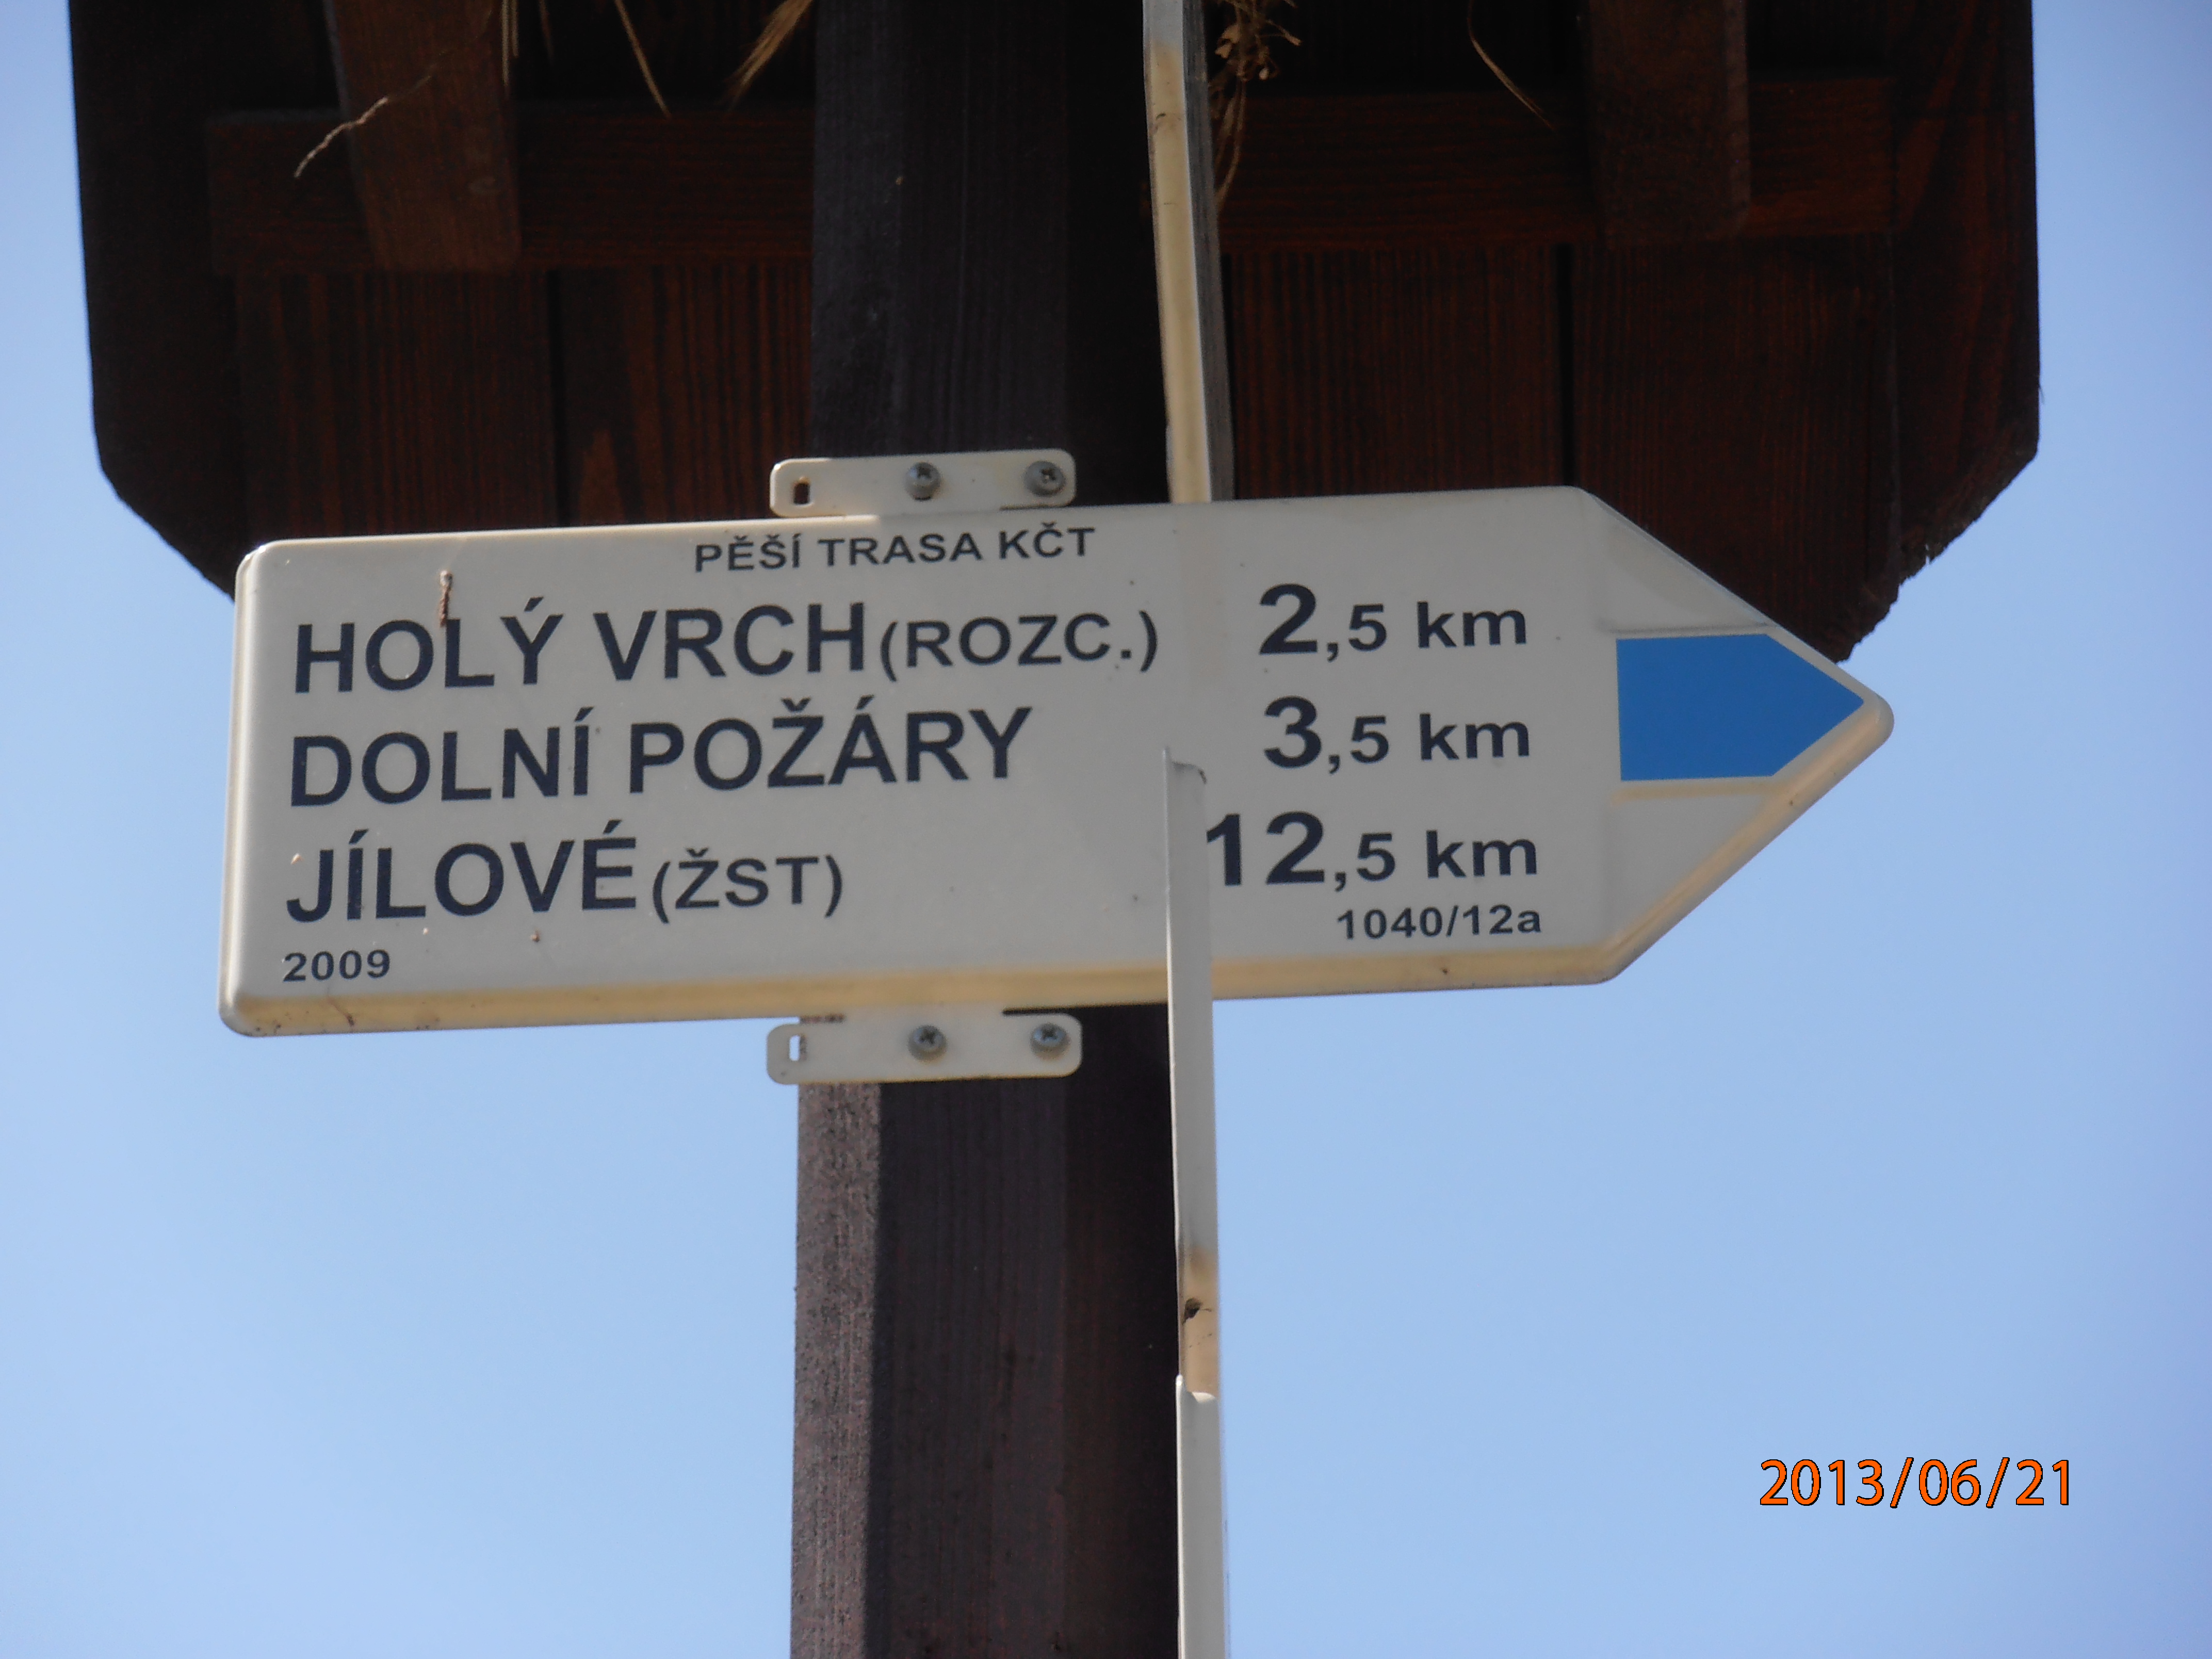 PĚŠÍ TRASA KČT
HOLÝ VRCH (ROZC.) 2,5 km
DOLNÍ POŽÁRY 3,5 km
JÍLOVÉ (ŽST) 12,5 km
2009 1040/12a
2013/06/21